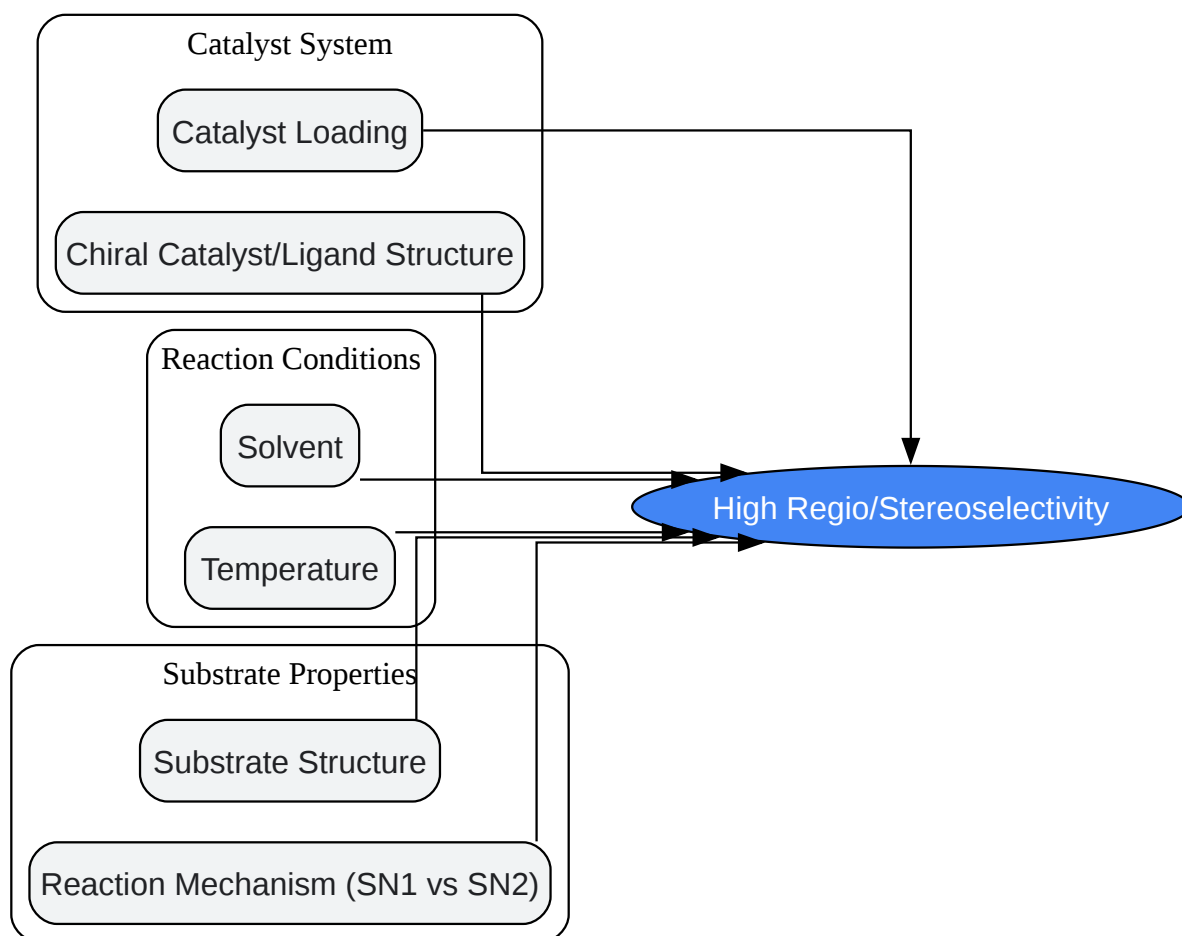 Catalyst System
Catalyst Loading
Chiral Catalyst/Ligand Structure
Reaction Conditions
Solvent
High Regio/Stereoselectivity
Temperature
Substrate Properties
Substrate Structure
Reaction Mechanism (SN1 vs SN2)